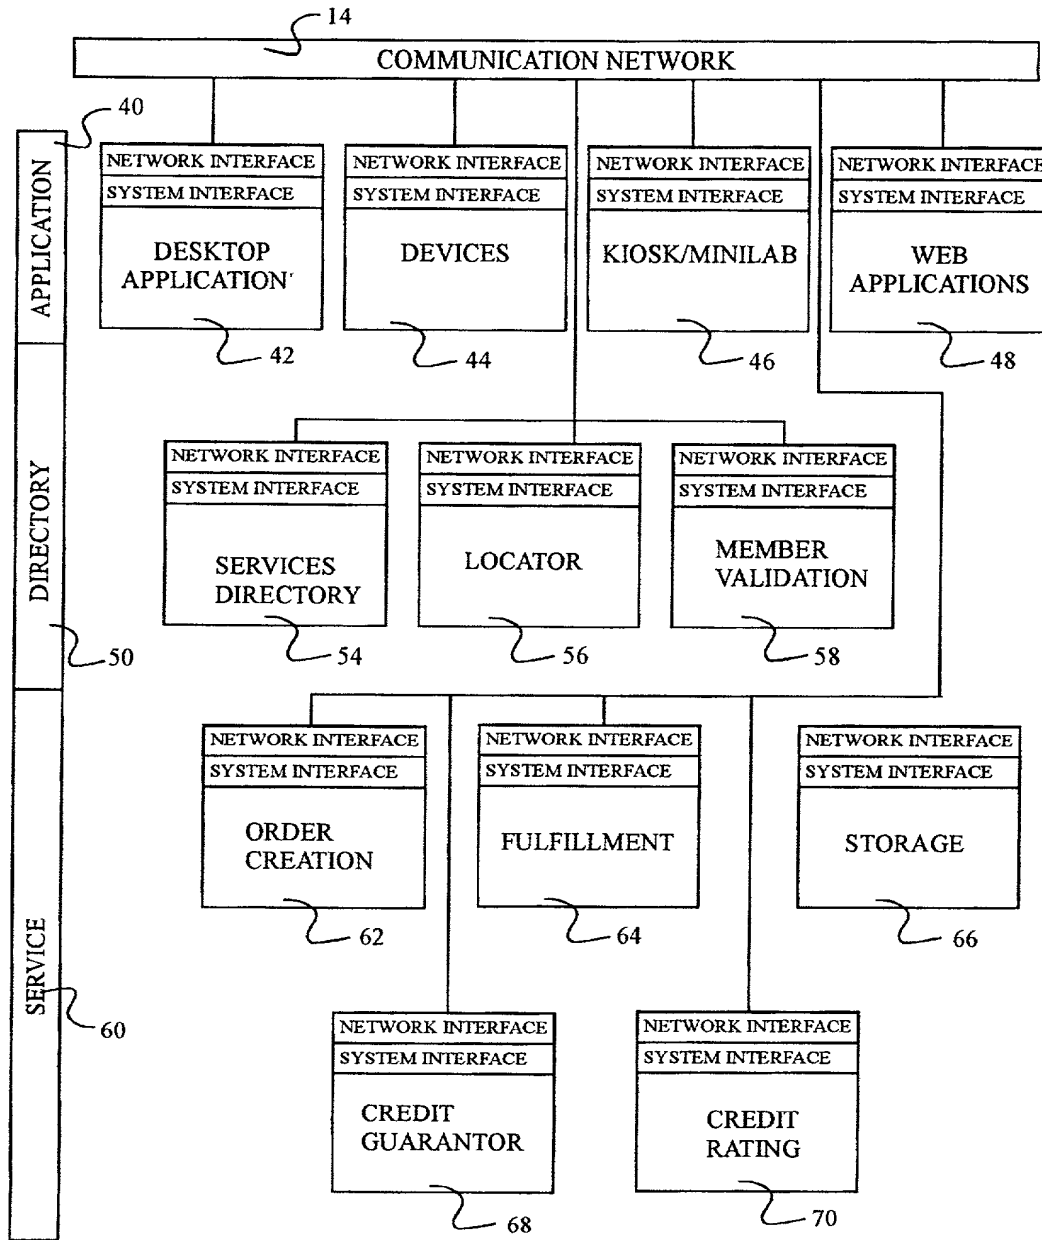 14
COMMUNICATION NETWORK
40
APPLICATION
NETWORK INTERFACE
SYSTEM INTERFACE
DESKTOP
APPLICATION'
42
NETWORK INTERFACE
SYSTEM INTERFACE
DEVICES
44
NETWORK INTERFACE
SYSTEM INTERFACE
KIOSK/MINILAB
46
NETWORK INTERFACE
SYSTEM INTERFACE
WEB
APPLICATIONS
48
DIRECTORY
50
NETWORK INTERFACE
SYSTEM INTERFACE
SERVICES
DIRECTORY
54
NETWORK INTERFACE
SYSTEM INTERFACE
LOCATOR
56
NETWORK INTERFACE
SYSTEM INTERFACE
MEMBER
VALIDATION
58
SERVICE
60
NETWORK INTERFACE
SYSTEM INTERFACE
ORDER
CREATION
62
NETWORK INTERFACE
SYSTEM INTERFACE
FULFILLMENT
64
NETWORK INTERFACE
SYSTEM INTERFACE
STORAGE
66
NETWORK INTERFACE
SYSTEM INTERFACE
CREDIT
GUARANTOR
68
NETWORK INTERFACE
SYSTEM INTERFACE
CREDIT
RATING
70